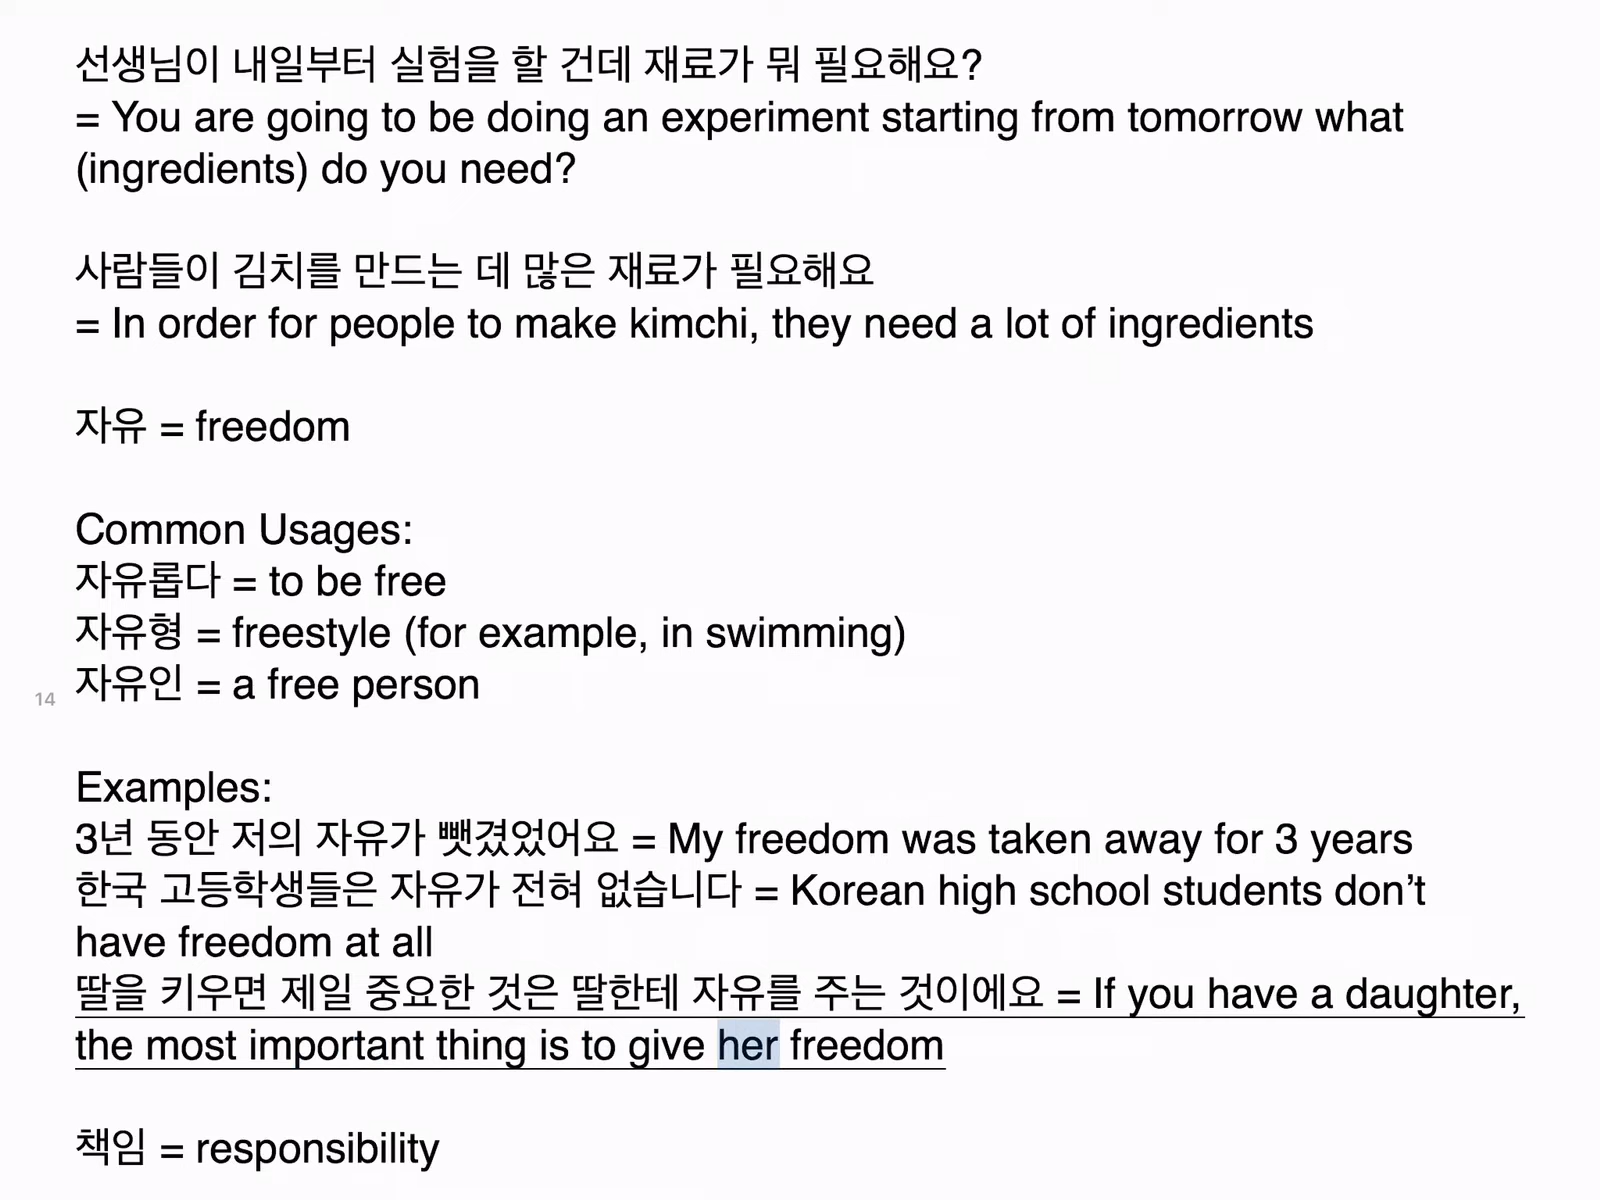 선생님이 내일부터 실험을 할 건데 재료가 뭐 필요해요?
= You are going to be doing an experiment starting from tomorrow what
(ingredients) do you need?
사람들이 김치를 만드는 데 많은 재료가 필요해요
= In order for people to make kimchi, they need a lot of ingredients
자유 = freedom
Common Usages:
자유롭다 = to be free
자유형 = freestyle (for example, in swimming)
자유인 = a free person
14
Examples:
3년 동안 저의 자유가 뺏겼었어요 = My freedom was taken away for 3 years
한국 고등학생들은 자유가 전혀 없습니다 = Korean high school students don’t
have freedom at all
딸을 키우면 제일 중요한 것은 딸한테 자유를 주는 것이에요 = If you have a daughter,
the most important thing is to give her freedom
책임 = responsibility